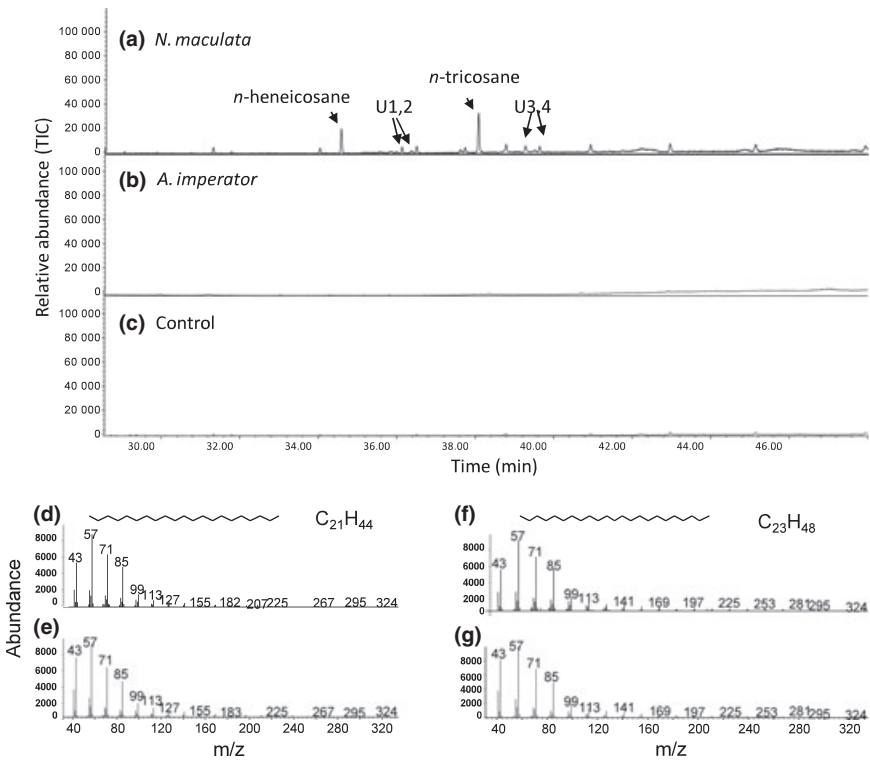 Relative abundance (TIC)
(a) N. maculata
100 000
80 000
60 000
40 000
20 000
0
n-heneicosane
U1,2
n-tricosane
U3,4
(b) A. imperator
100 000
80 000
60 000
40 000
20 000
0
(c) Control
100 000
80 000
60 000
40 000
20 000
0
30.00 32.00 34.00 36.00 38.00 40.00 42.00 44.00 46.00
Time (min)
Abundance
(d) C21H44
8000
6000
4000
2000
0
43 57 71 85 99 113 127 155 182 207 225 267 295 324
(e)
8000
6000
4000
2000
0
43 57 71 85 99 113 127 155 183 225 267 295 324
40 80 120 160 200 240 280 320
m/z
(f) C23H48
8000
6000
4000
2000
0
43 57 71 85 99 113 141 169 197 225 253 281 295 324
(g)
8000
6000
4000
2000
0
43 57 71 85 99 113 141 169 197 225 253 281 295 324
40 80 120 160 200 240 280 320
m/z